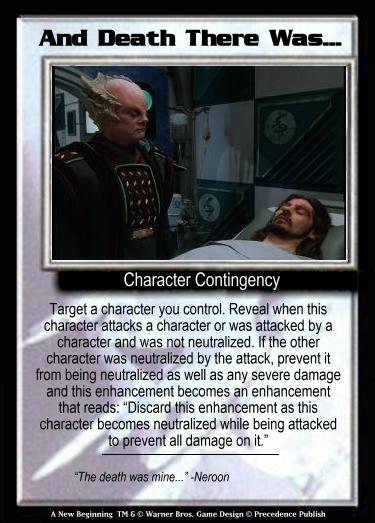 And Death There Was...
Character Contingency
Target a character you control. Reveal when this
character attacks a character or was attacked by a
character and was not neutralized. If the other
character was neutralized by the attack, prevent it
from being neutralized as well as any severe damage
and this enhancement becomes an enhancement
that reads: “Discard this enhancement as this
character becomes neutralized while being attacked
to prevent all damage on it.”
“The death was mine...” -Neroon
A New Beginning TM & © Warner Bros. Game Design © Precedence Publish